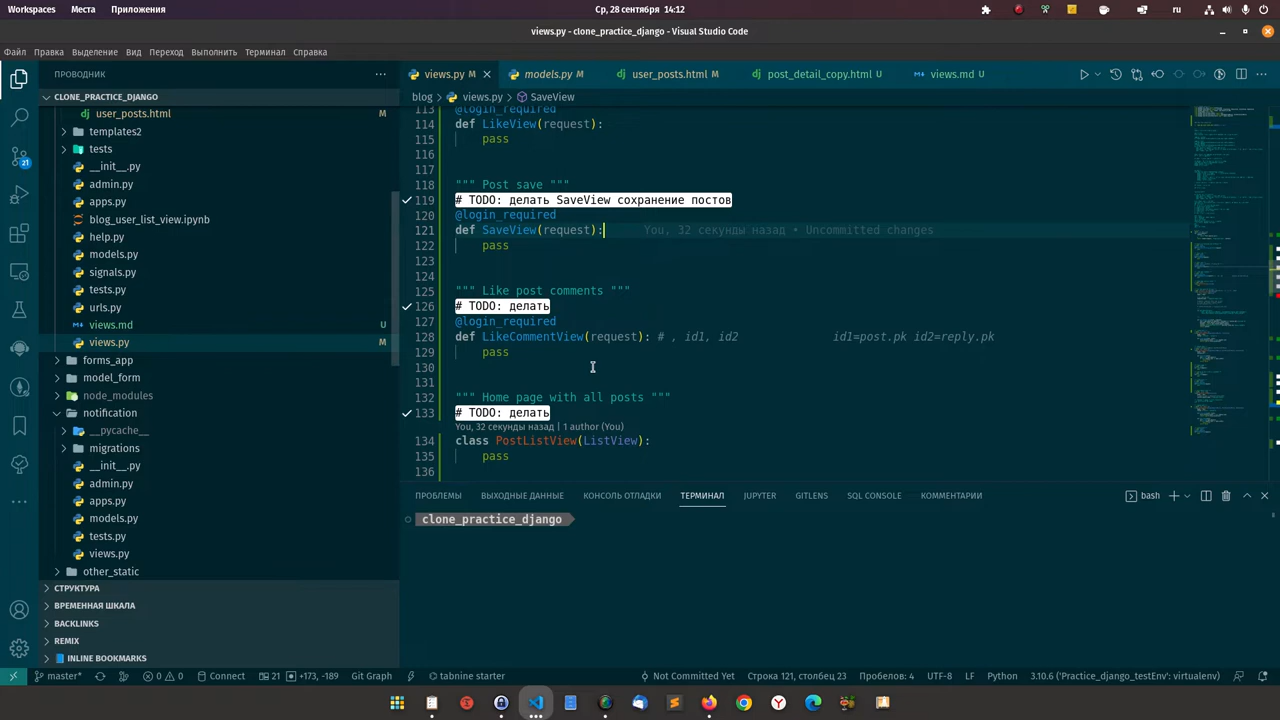 Workspaces Места Приложения Ср, 28 сентября 14:12 ru
views.py - clone_practice_django - Visual Studio Code
Файл Правка Выделение Вид Переход Выполнить Терминал Справка
ПРОВОДНИК
views.py M models.py M user_posts.html M post_detail_copy.html U views.md U
CLONE_PRACTICE_DJANGO
blog > views.py > SaveView
user_posts.html M
templates2
tests
__init__.py
admin.py
apps.py
blog_user_list_view.ipynb
help.py
models.py
signals.py
tests.py
urls.py
views.md U
views.py M
forms_app
model_form
node_modules
notification
__pycache__
migrations
__init__.py
admin.py
apps.py
models.py
tests.py
views.py
other_static
СТРУКТУРА
ВРЕМЕННАЯ ШКАЛА
BACKLINKS
REMIX
INLINE BOOKMARKS
21
113 @login_required
114 def LikeView(request):
115 pass
116
117
118 """ Post save """
119 # TODO: делать SaveView сохранение постов
120 @login_required
121 def SaveView(request): You, 32 секунды назад • Uncommitted changes
122 pass
123
124
125 """ Like post comments """
126 # TODO: делать
127 @login_required
128 def LikeCommentView(request): # , id1, id2 id1=post.pk id2=reply.pk
129 pass
130
131
132 """ Home page with all posts """
133 # TODO: делать
You, 32 секунды назад | 1 author (You)
134 class PostListView(ListView):
135 pass
136
ПРОБЛЕМЫ ВЫХОДНЫЕ ДАННЫЕ КОНСОЛЬ ОТЛАДКИ ТЕРМИНАЛ JUPYTER GITLENS SQL CONSOLE КОММЕНТАРИИ bash
clone_practice_django
master* 0 0 Connect 21 +173, -189 Git Graph tabnine starter Not Committed Yet Строка 121, столбец 23 Пробелов: 4 UTF-8 LF Python 3.10.6 ('Practice_django_testEnv': virtualenv)